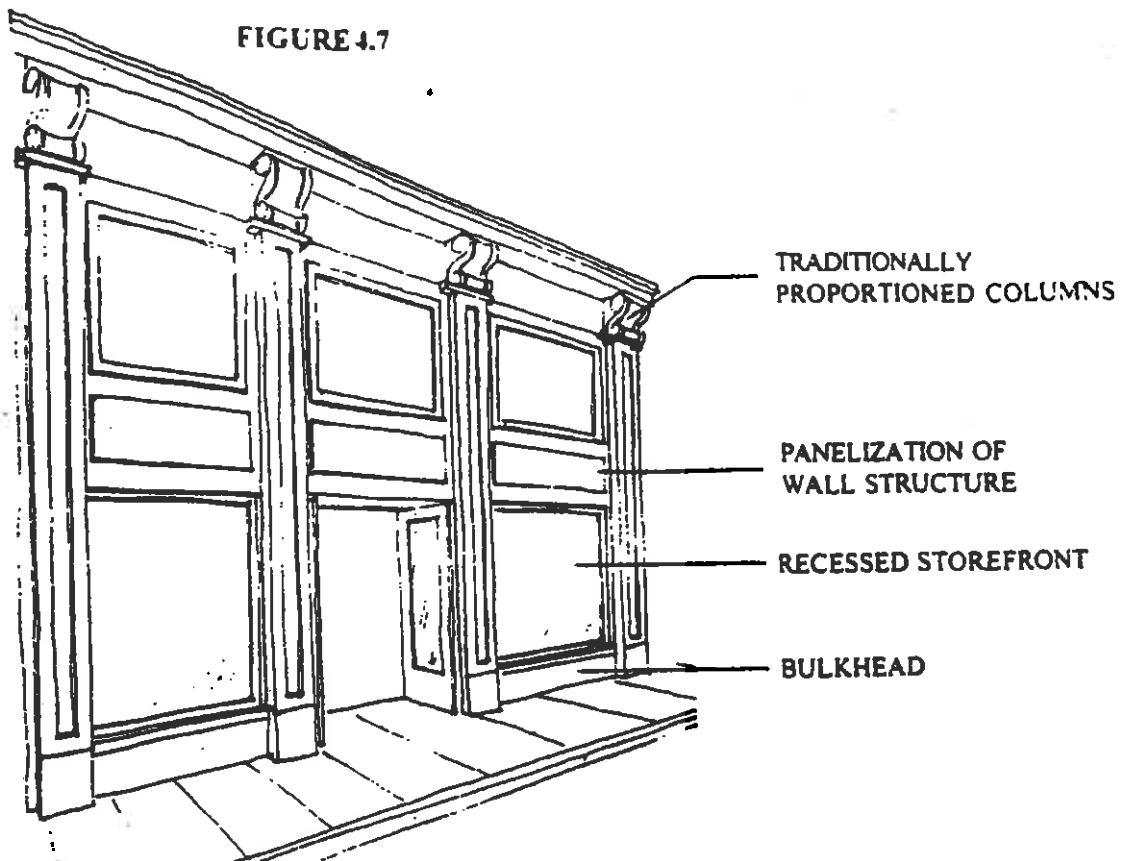 FIGURE 4.7
TRADITIONALLY
PROPORTIONED COLUMNS
PANELIZATION OF
WALL STRUCTURE
RECESSED STOREFRONT
BULKHEAD